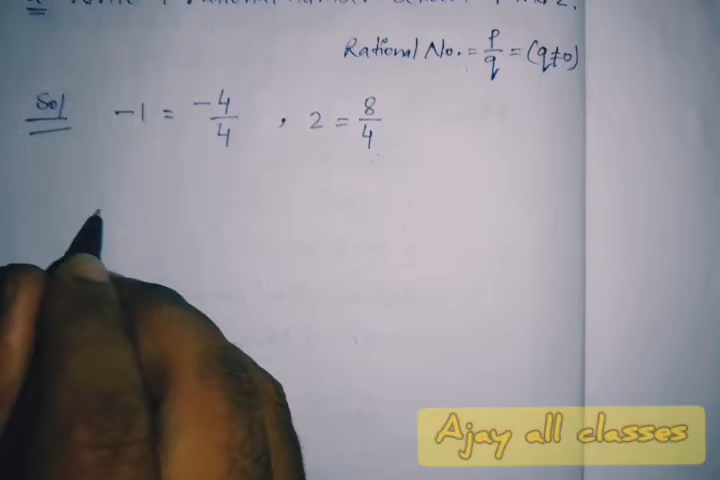 Rational No. = p/q = (q≠0)
Sol -1 = -4/4 , 2 = 8/4
Ajay all classes